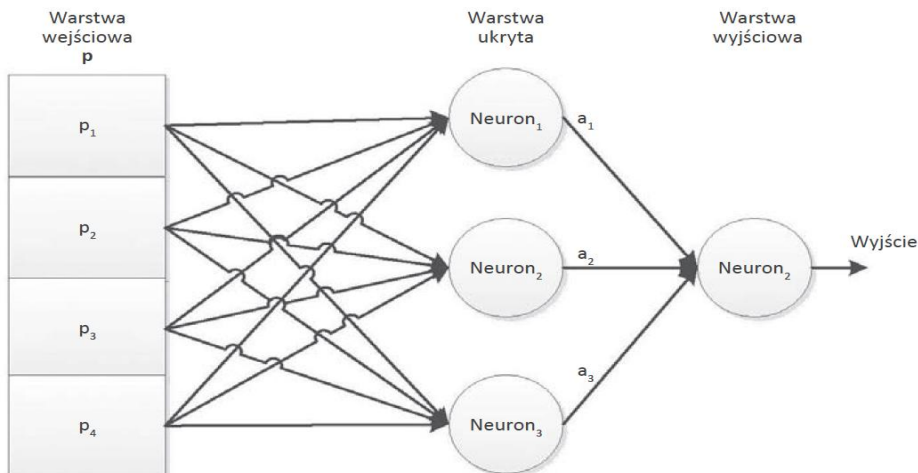 Warstwa
wejściowa
p
Warstwa
ukryta
Warstwa
wyjściowa
p₁
p₂
p₃
p₄
Neuron₁
Neuron₂
Neuron₃
a₁
a₂
a₃
Neuron₂
Wyjście